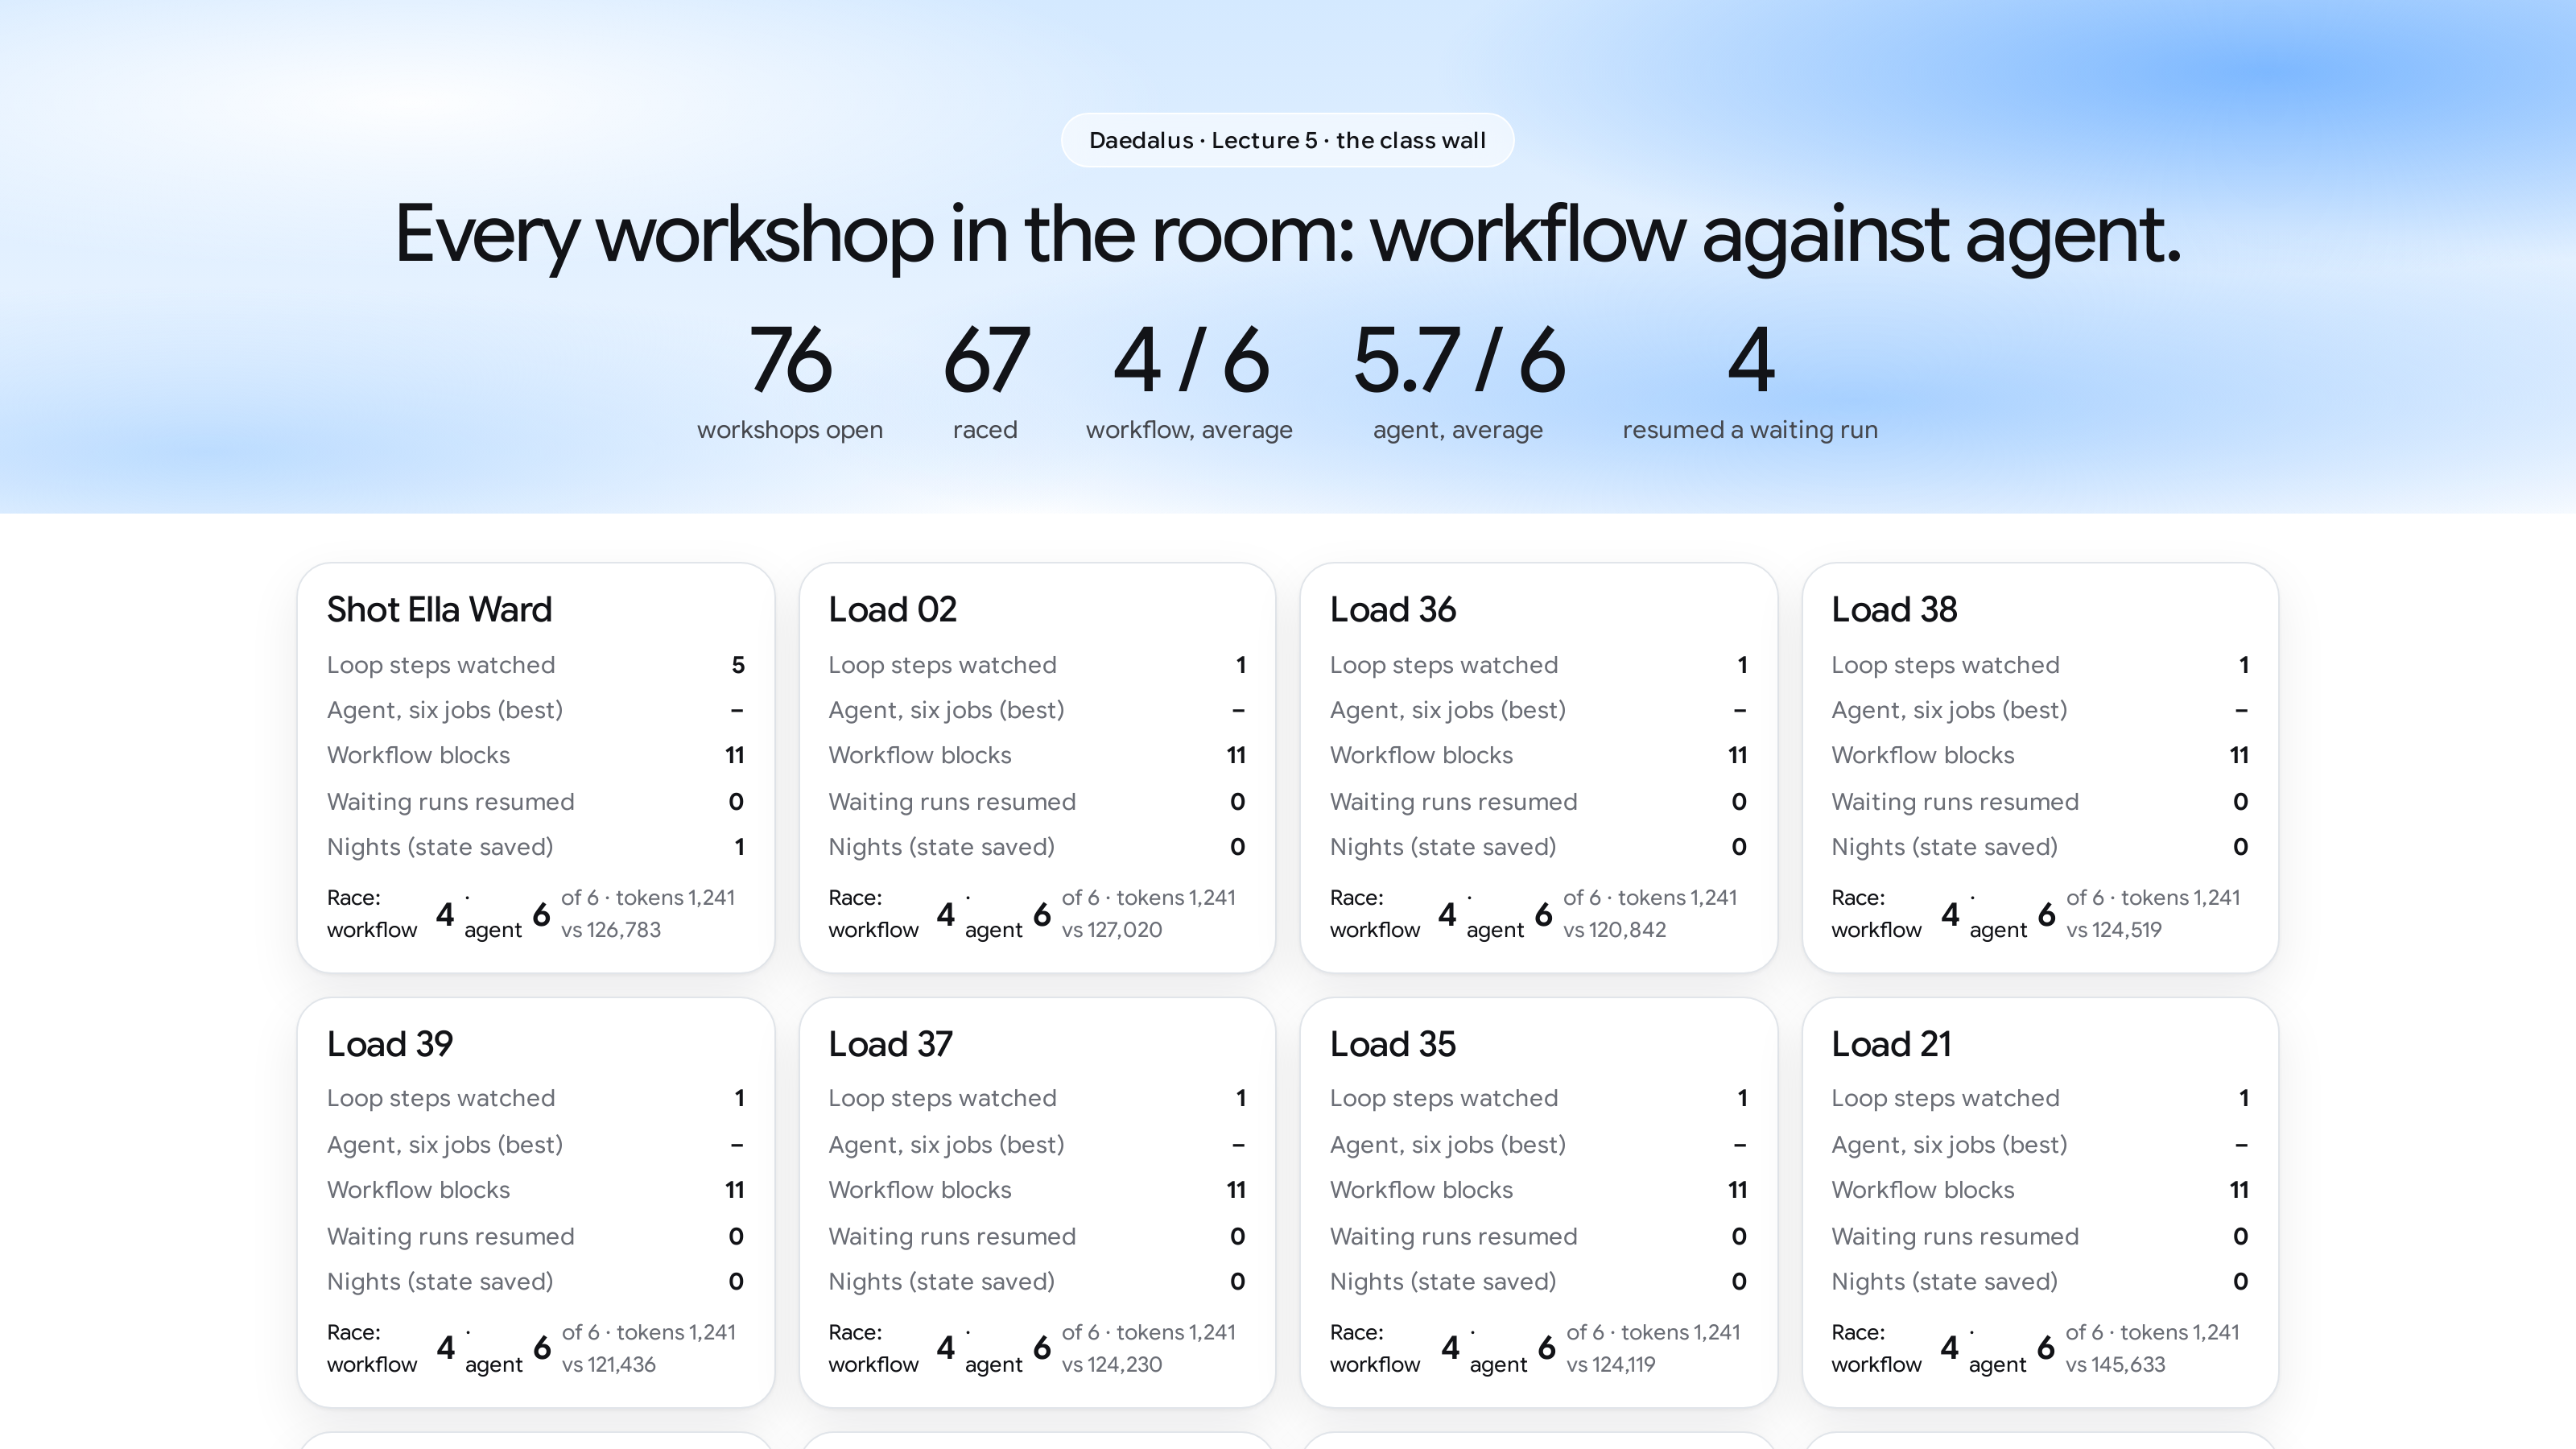 Daedalus · Lecture 5 · the class wall
Every workshop in the room: workflow against agent.
76
workshops open
67
raced
4 / 6
workflow, average
5.7 / 6
agent, average
4
resumed a waiting run
Shot Ella Ward
Loop steps watched 5
Agent, six jobs (best) –
Workflow blocks 11
Waiting runs resumed 0
Nights (state saved) 1
Race: workflow 4 · agent 6 of 6 · tokens 1,241 vs 126,783
Load 02
Loop steps watched 1
Agent, six jobs (best) –
Workflow blocks 11
Waiting runs resumed 0
Nights (state saved) 0
Race: workflow 4 · agent 6 of 6 · tokens 1,241 vs 127,020
Load 36
Loop steps watched 1
Agent, six jobs (best) –
Workflow blocks 11
Waiting runs resumed 0
Nights (state saved) 0
Race: workflow 4 · agent 6 of 6 · tokens 1,241 vs 120,842
Load 38
Loop steps watched 1
Agent, six jobs (best) –
Workflow blocks 11
Waiting runs resumed 0
Nights (state saved) 0
Race: workflow 4 · agent 6 of 6 · tokens 1,241 vs 124,519
Load 39
Loop steps watched 1
Agent, six jobs (best) –
Workflow blocks 11
Waiting runs resumed 0
Nights (state saved) 0
Race: workflow 4 · agent 6 of 6 · tokens 1,241 vs 121,436
Load 37
Loop steps watched 1
Agent, six jobs (best) –
Workflow blocks 11
Waiting runs resumed 0
Nights (state saved) 0
Race: workflow 4 · agent 6 of 6 · tokens 1,241 vs 124,230
Load 35
Loop steps watched 1
Agent, six jobs (best) –
Workflow blocks 11
Waiting runs resumed 0
Nights (state saved) 0
Race: workflow 4 · agent 6 of 6 · tokens 1,241 vs 124,119
Load 21
Loop steps watched 1
Agent, six jobs (best) –
Workflow blocks 11
Waiting runs resumed 0
Nights (state saved) 0
Race: workflow 4 · agent 6 of 6 · tokens 1,241 vs 145,633